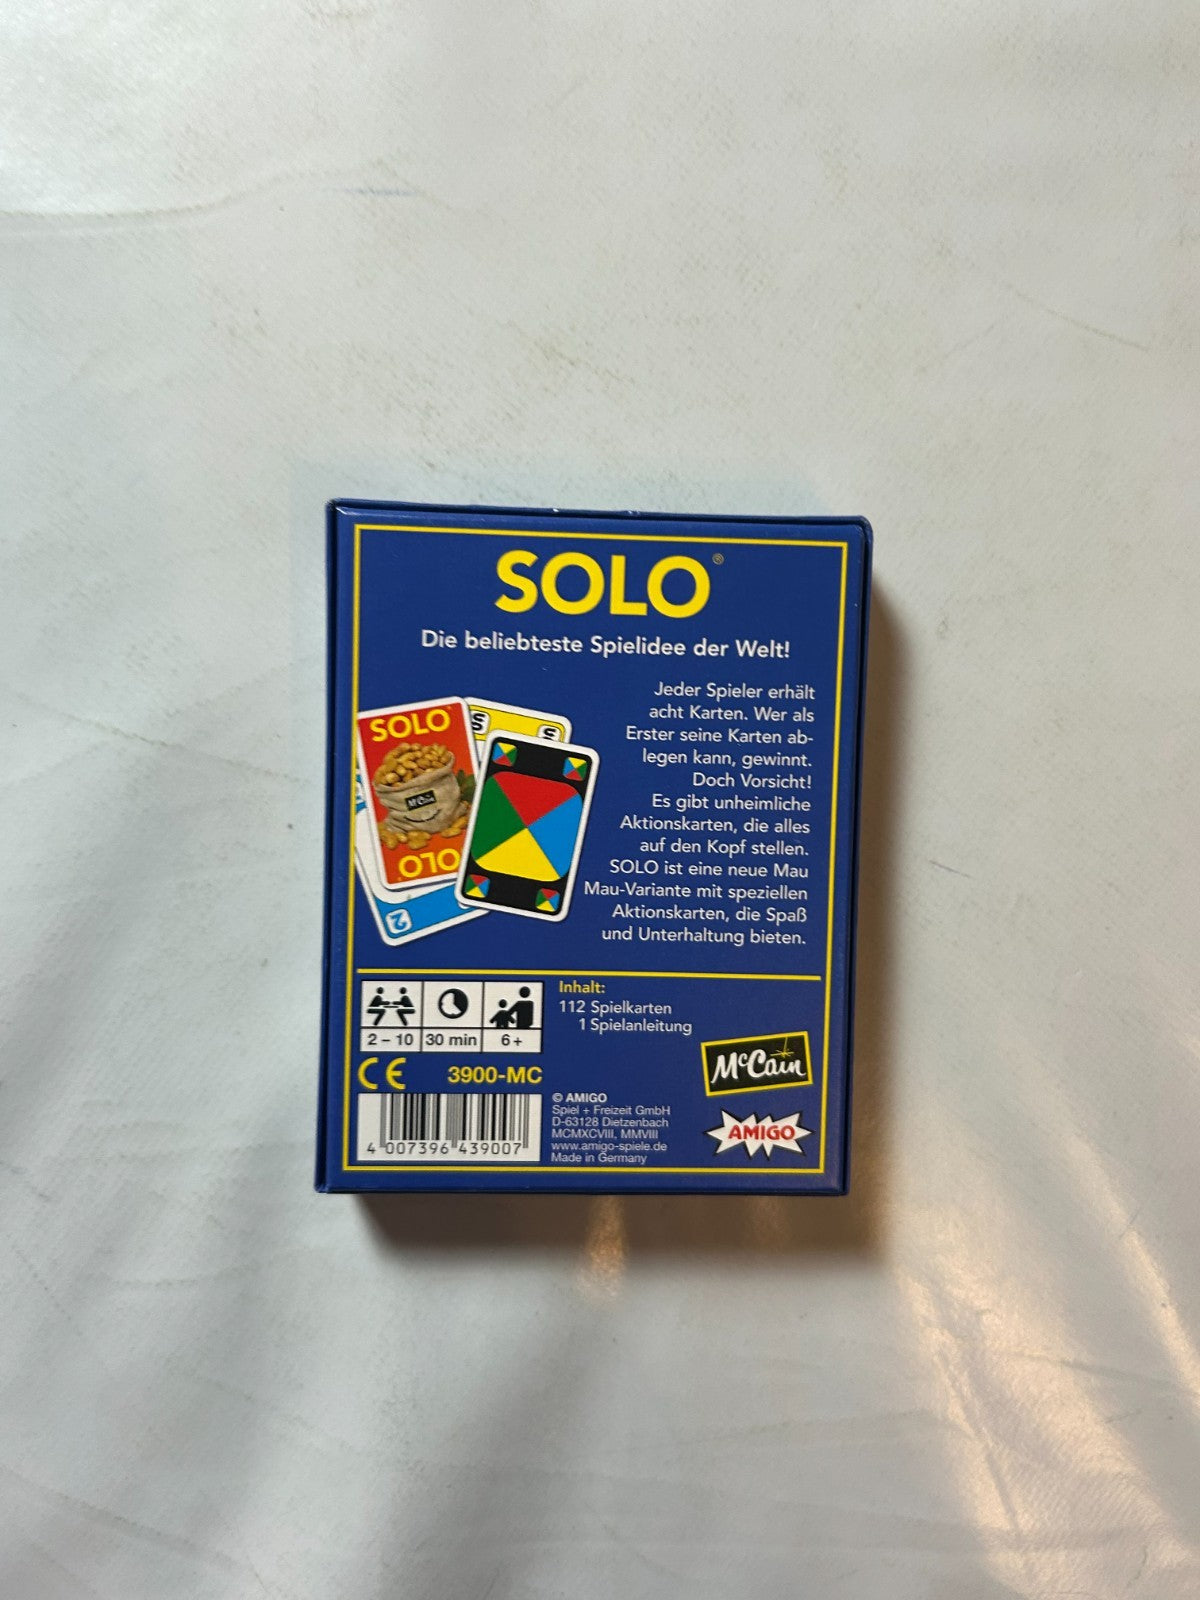 SOLO®
Die beliebteste Spielidee der Welt!
Jeder Spieler erhält
acht Karten. Wer als
Erster seine Karten ab-
legen kann, gewinnt.
Doch Vorsicht!
Es gibt unheimliche
Aktionskarten, die alles
auf den Kopf stellen.
SOLO ist eine neue Mau
Mau-Variante mit speziellen
Aktionskarten, die Spaß
und Unterhaltung bieten.
SOLO
McCain
SOLO
S
S
2
2 – 10
30 min
6+
Inhalt:
112 Spielkarten
1 Spielanleitung
CE
3900-MC
4 007396 439007
© AMIGO
Spiel + Freizeit GmbH
D-63128 Dietzenbach
MCMXCVIII, MMVIII
www.amigo-spiele.de
Made in Germany
McCain
AMIGO